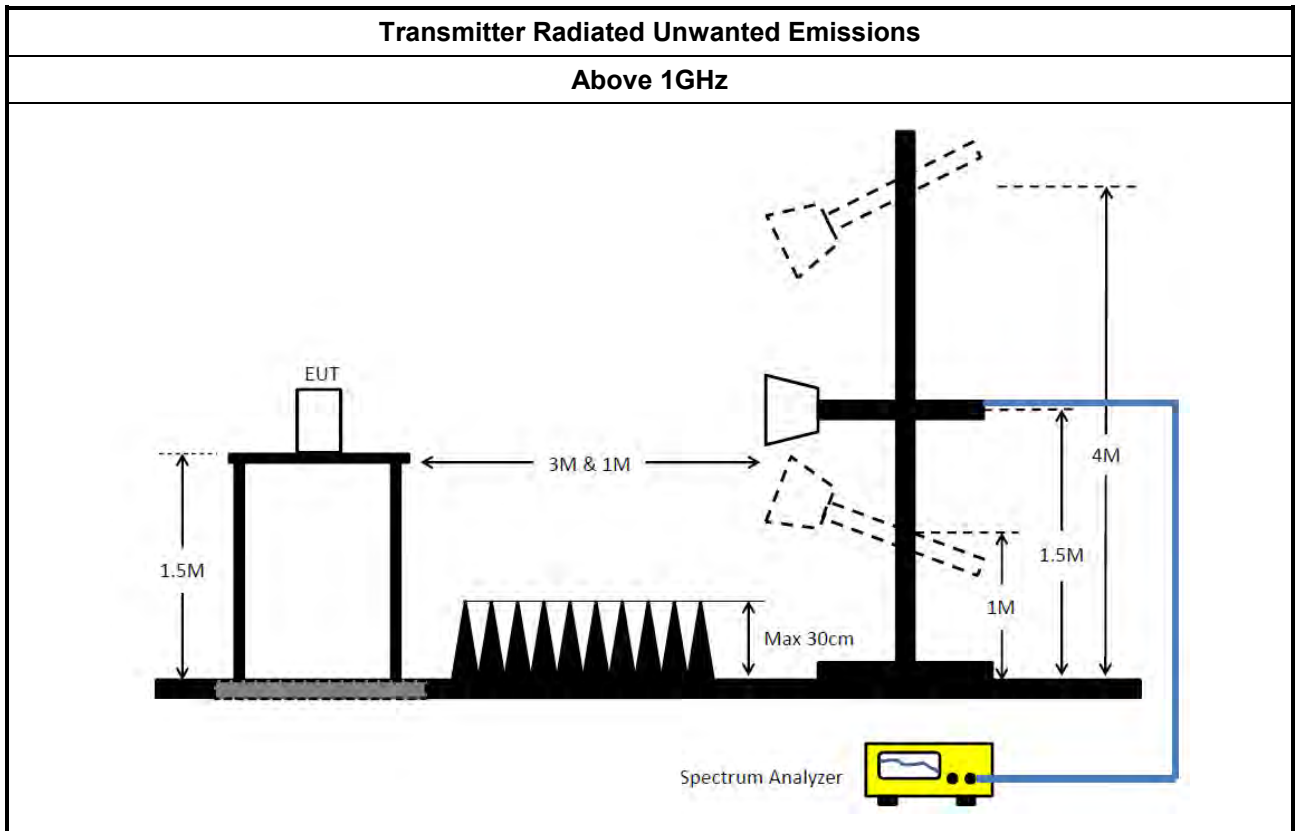 Transmitter Radiated Unwanted Emissions
Above 1GHz
EUT
3M & 1M
4M
1.5M
1.5M
1M
Max 30cm
Spectrum Analyzer